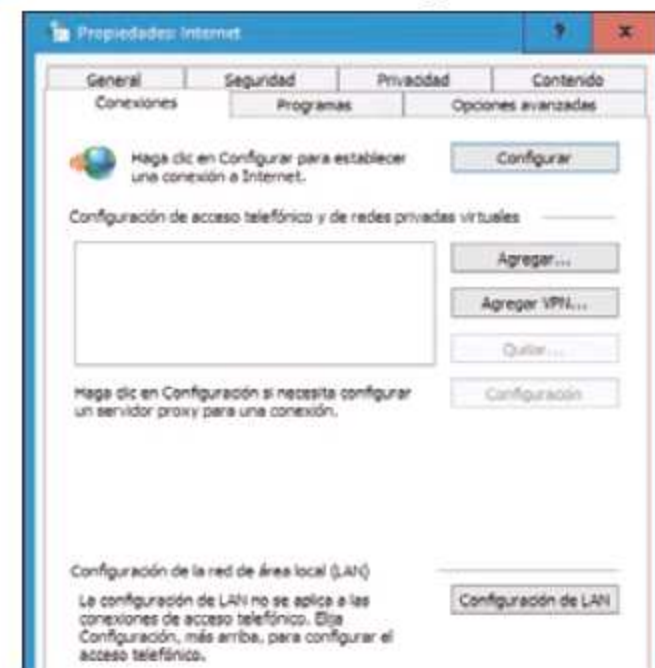 Propiedades: Internet
?
x
General
Seguridad
Privacidad
Contenido
Conexiones
Programas
Opciones avanzadas
Haga clic en Configurar para establecer
una conexión a Internet.
Configurar
Configuración de acceso telefónico y de redes privadas virtuales
Agregar...
Agregar VPN...
Quitar...
Haga clic en Configuración si necesita configurar
un servidor proxy para una conexión.
Configuración
Configuración de la red de área local (LAN)
La configuración de LAN no se aplica a las
conexiones de acceso telefónico. Elija
Configuración, más arriba, para configurar el
acceso telefónico.
Configuración de LAN